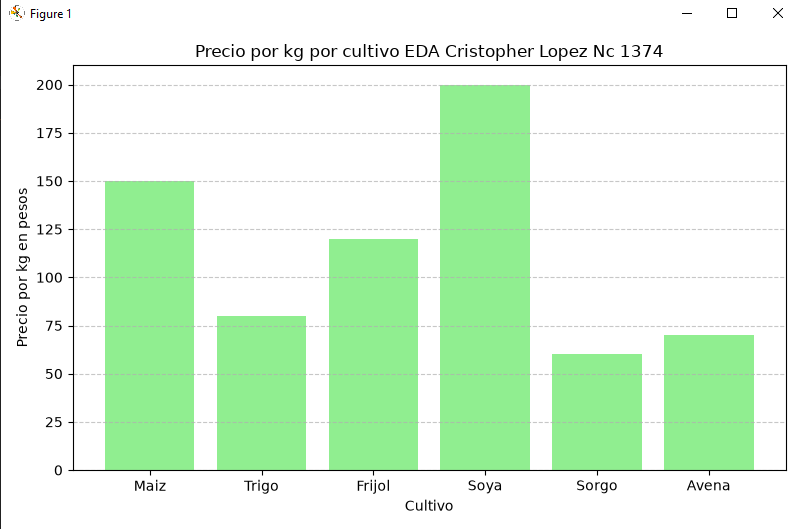 Figure 1
Precio por kg por cultivo EDA Cristopher Lopez Nc 1374
Precio por kg en pesos
200
175
150
125
100
75
50
25
0
Maiz Trigo Frijol Soya Sorgo Avena
Cultivo